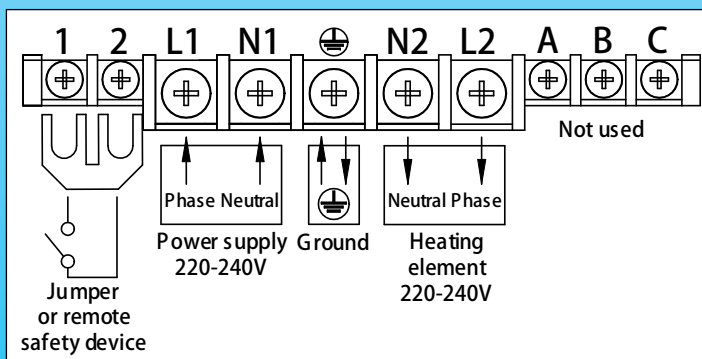 1 2 L1 N1 N2 L2 A B C
Not used
Phase Neutral
Neutral Phase
Power supply
220-240V
Ground
Heating
element
220-240V
Jumper
or remote
safety device